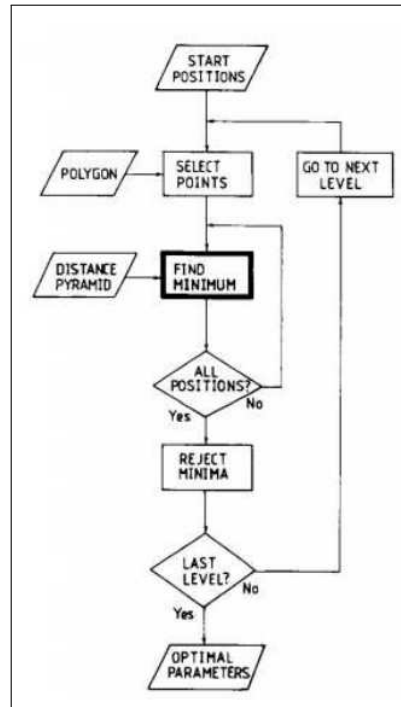 START
POSITIONS
POLYGON
SELECT
POINTS
GO TO NEXT
LEVEL
DISTANCE
PYRAMID
FIND
MINIMUM
ALL
POSITIONS?
Yes
No
REJECT
MINIMA
LAST
LEVEL?
No
Yes
OPTIMAL
PARAMETERS